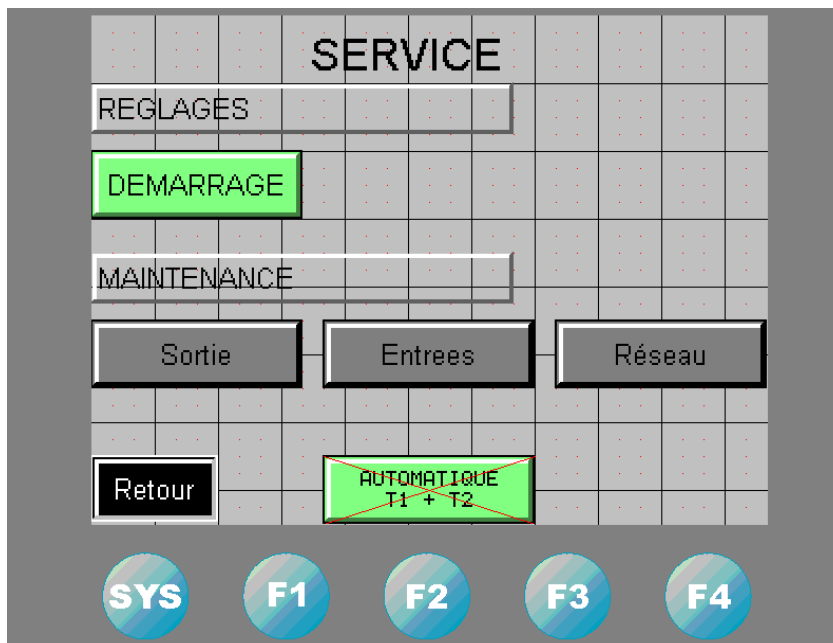 SERVICE
REGLAGES
DEMARRAGE
MAINTENANCE
Sortie
Entrees
Réseau
Retour
AUTOMATIQUE
T1 + T2
SYS
F1
F2
F3
F4